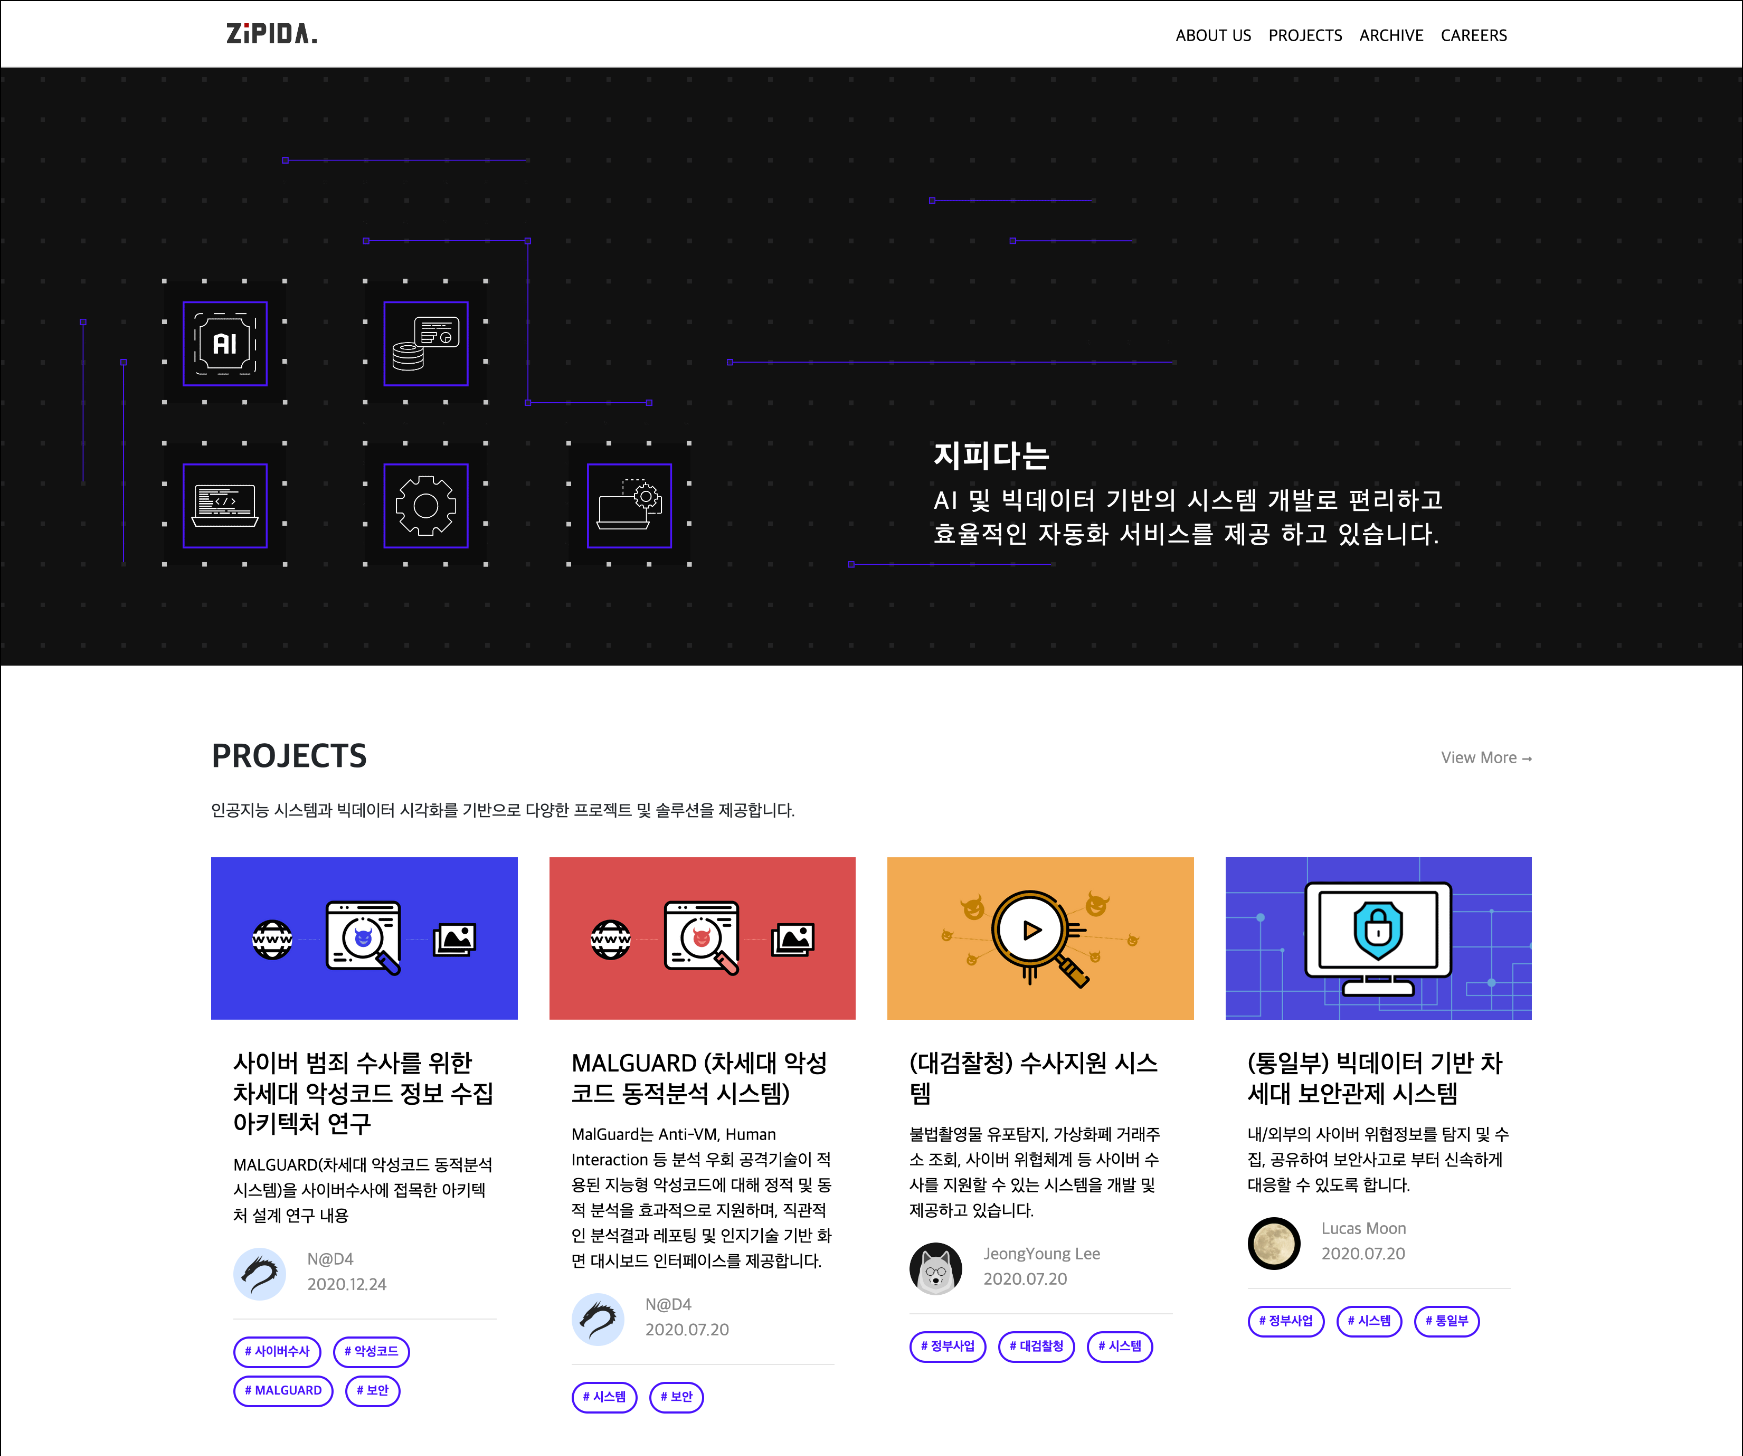 ZiPIDA.
ABOUT US PROJECTS ARCHIVE CAREERS
AI
</>
지피다는
AI 및 빅데이터 기반의 시스템 개발로 편리하고
효율적인 자동화 서비스를 제공 하고 있습니다.
PROJECTS
View More →
인공지능 시스템과 빅데이터 시각화를 기반으로 다양한 프로젝트 및 솔루션을 제공합니다.
www
사이버 범죄 수사를 위한
차세대 악성코드 정보 수집
아키텍처 연구
MALGUARD(차세대 악성코드 동적분석
시스템)을 사이버수사에 접목한 아키텍
처 설계 연구 내용
N@D4
2020.12.24
# 사이버수사 # 악성코드
# MALGUARD # 보안
www
MALGUARD (차세대 악성
코드 동적분석 시스템)
MalGuard는 Anti-VM, Human
Interaction 등 분석 우회 공격기술이 적
용된 지능형 악성코드에 대해 정적 및 동
적 분석을 효과적으로 지원하며, 직관적
인 분석결과 레포팅 및 인지기술 기반 화
면 대시보드 인터페이스를 제공합니다.
N@D4
2020.07.20
# 시스템 # 보안
(대검찰청) 수사지원 시스
템
불법촬영물 유포탐지, 가상화폐 거래주
소 조회, 사이버 위협체계 등 사이버 수
사를 지원할 수 있는 시스템을 개발 및
제공하고 있습니다.
JeongYoung Lee
2020.07.20
# 정부사업 # 대검찰청 # 시스템
(통일부) 빅데이터 기반 차
세대 보안관제 시스템
내/외부의 사이버 위협정보를 탐지 및 수
집, 공유하여 보안사고로 부터 신속하게
대응할 수 있도록 합니다.
Lucas Moon
2020.07.20
# 정부사업 # 시스템 # 통일부